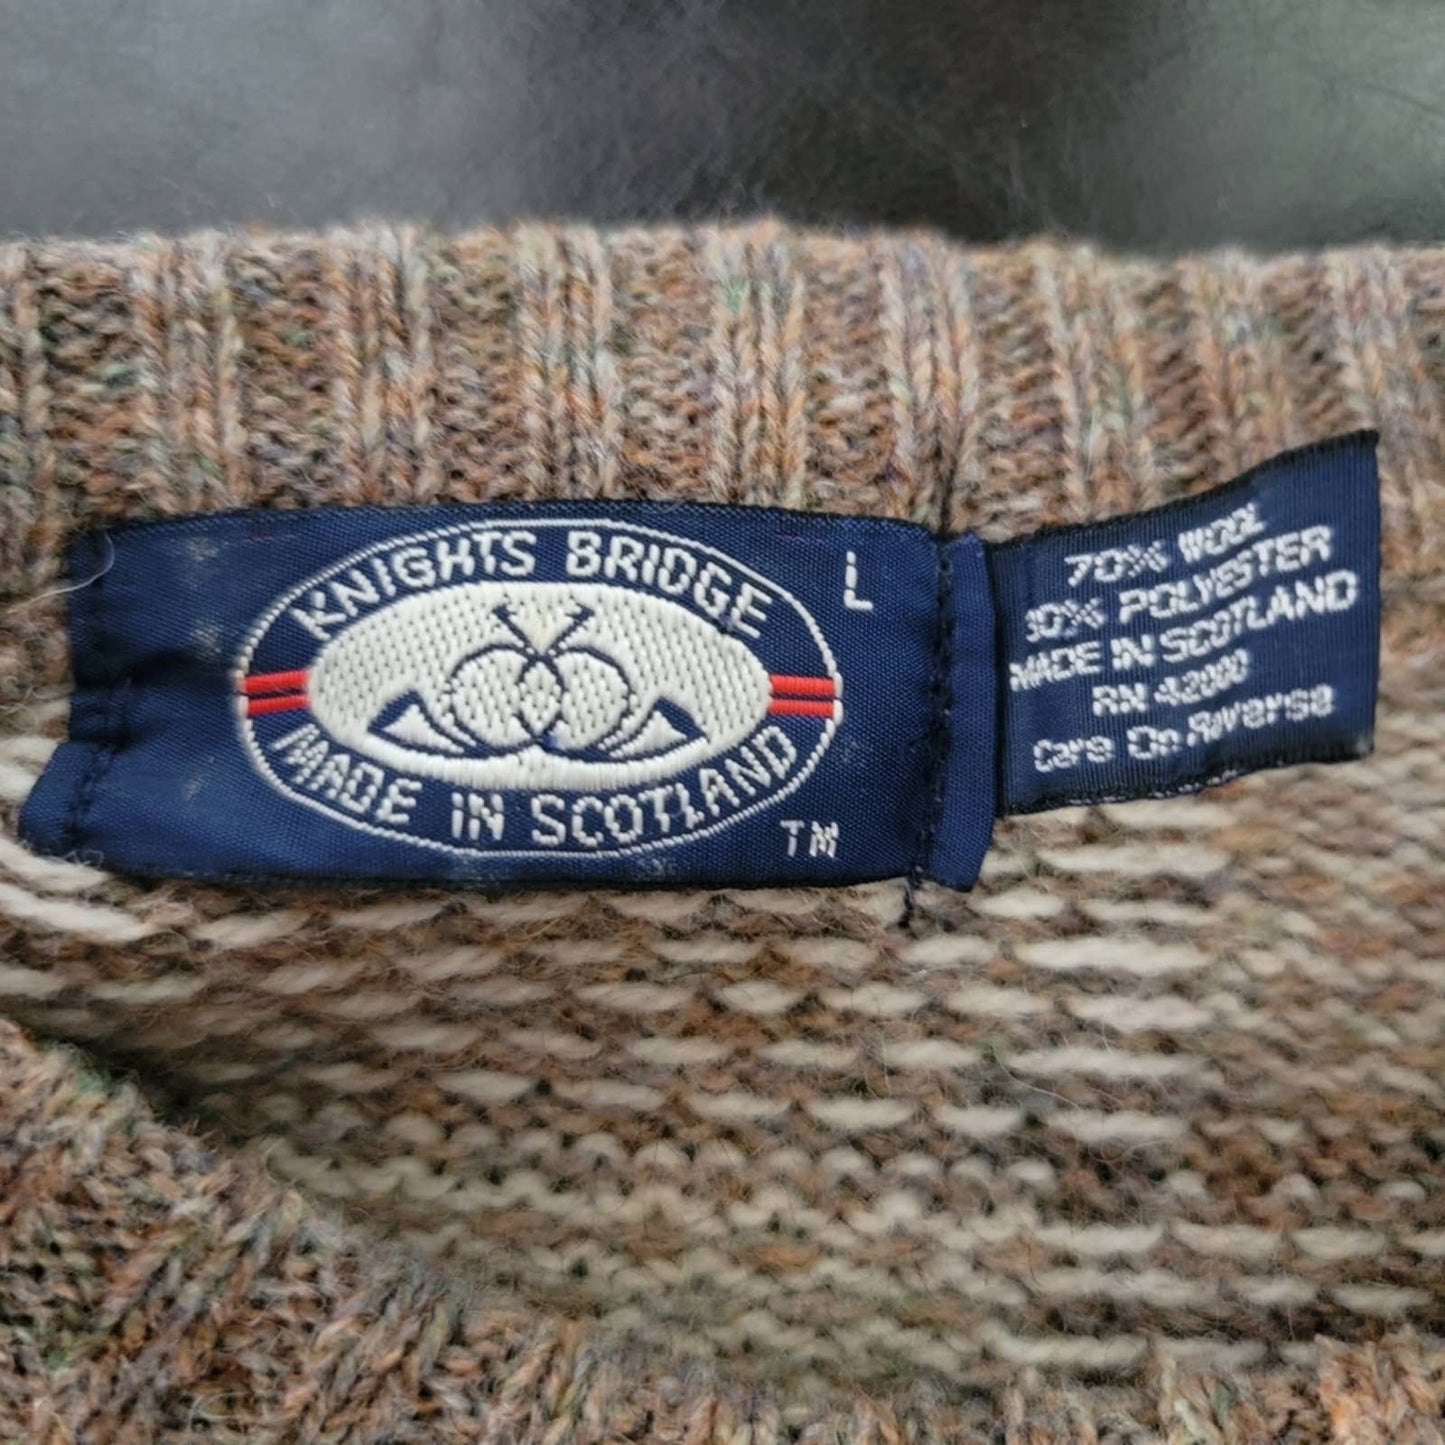 KNIGHTS BRIDGE
L
MADE IN SCOTLAND
TM
70% WOOL
30% POLYESTER
MADE IN SCOTLAND
RN 42000
Care On Reverse